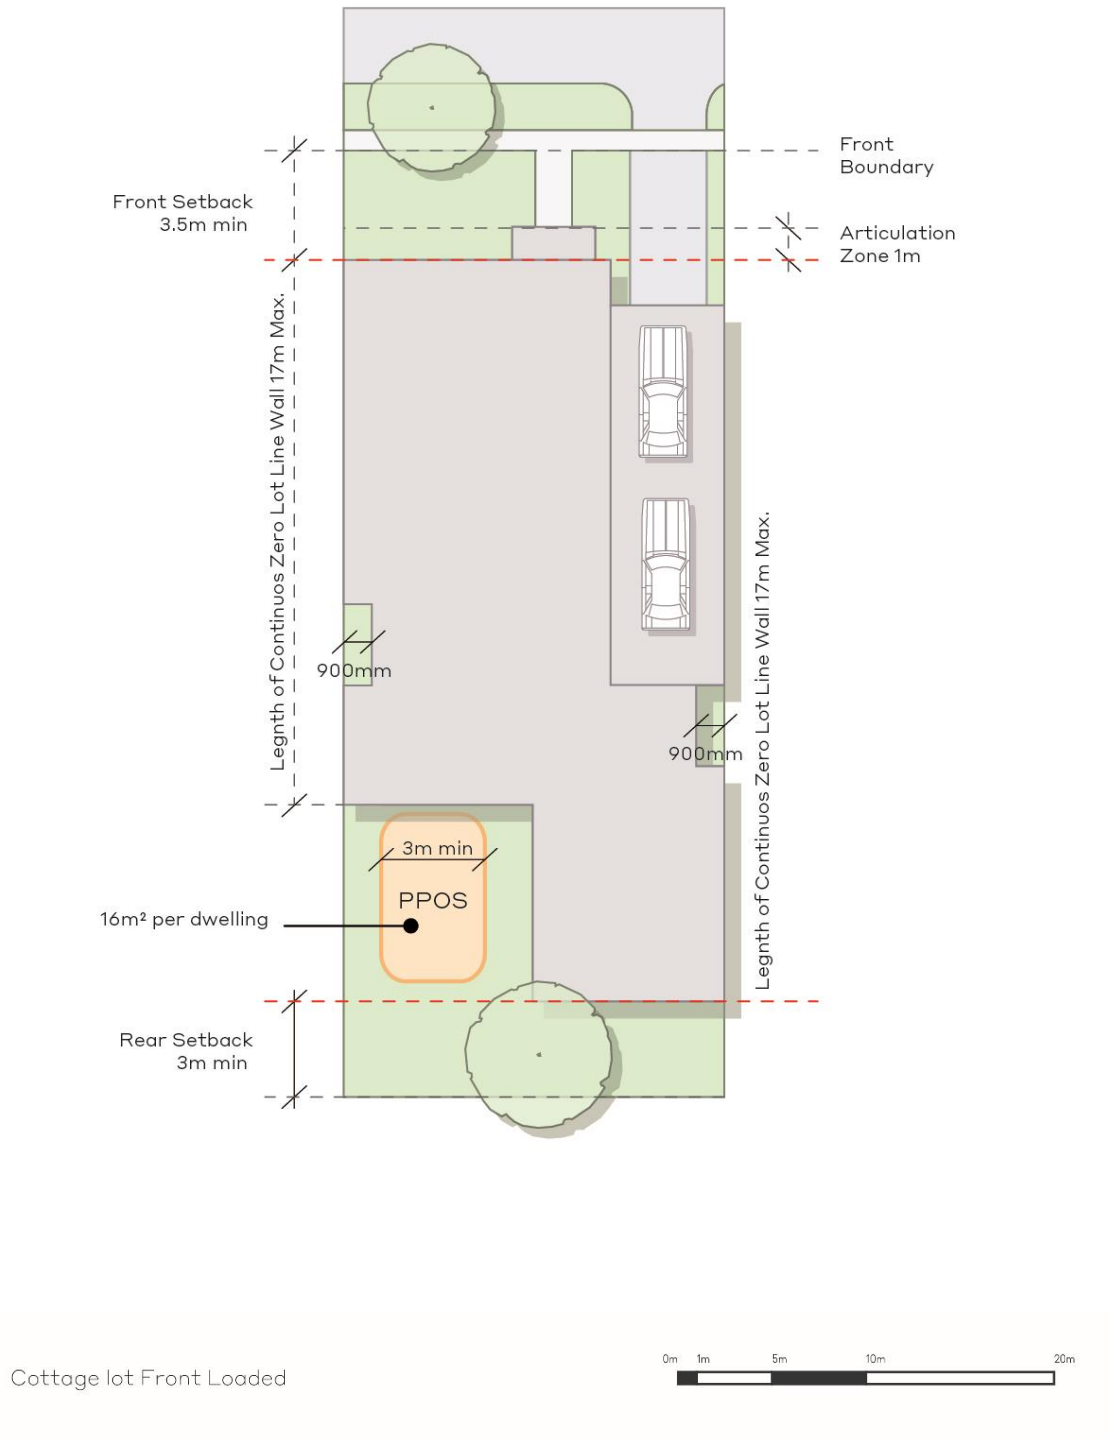 Front
Boundary
Front Setback
3.5m min
Articulation
Zone 1m
Legnth of Continuos Zero Lot Line Wall 17m Max.
Legnth of Continuos Zero Lot Line Wall 17m Max.
900mm
900mm
3m min
PPOS
16m² per dwelling
Rear Setback
3m min
0m 1m 5m 10m 20m
Cottage lot Front Loaded